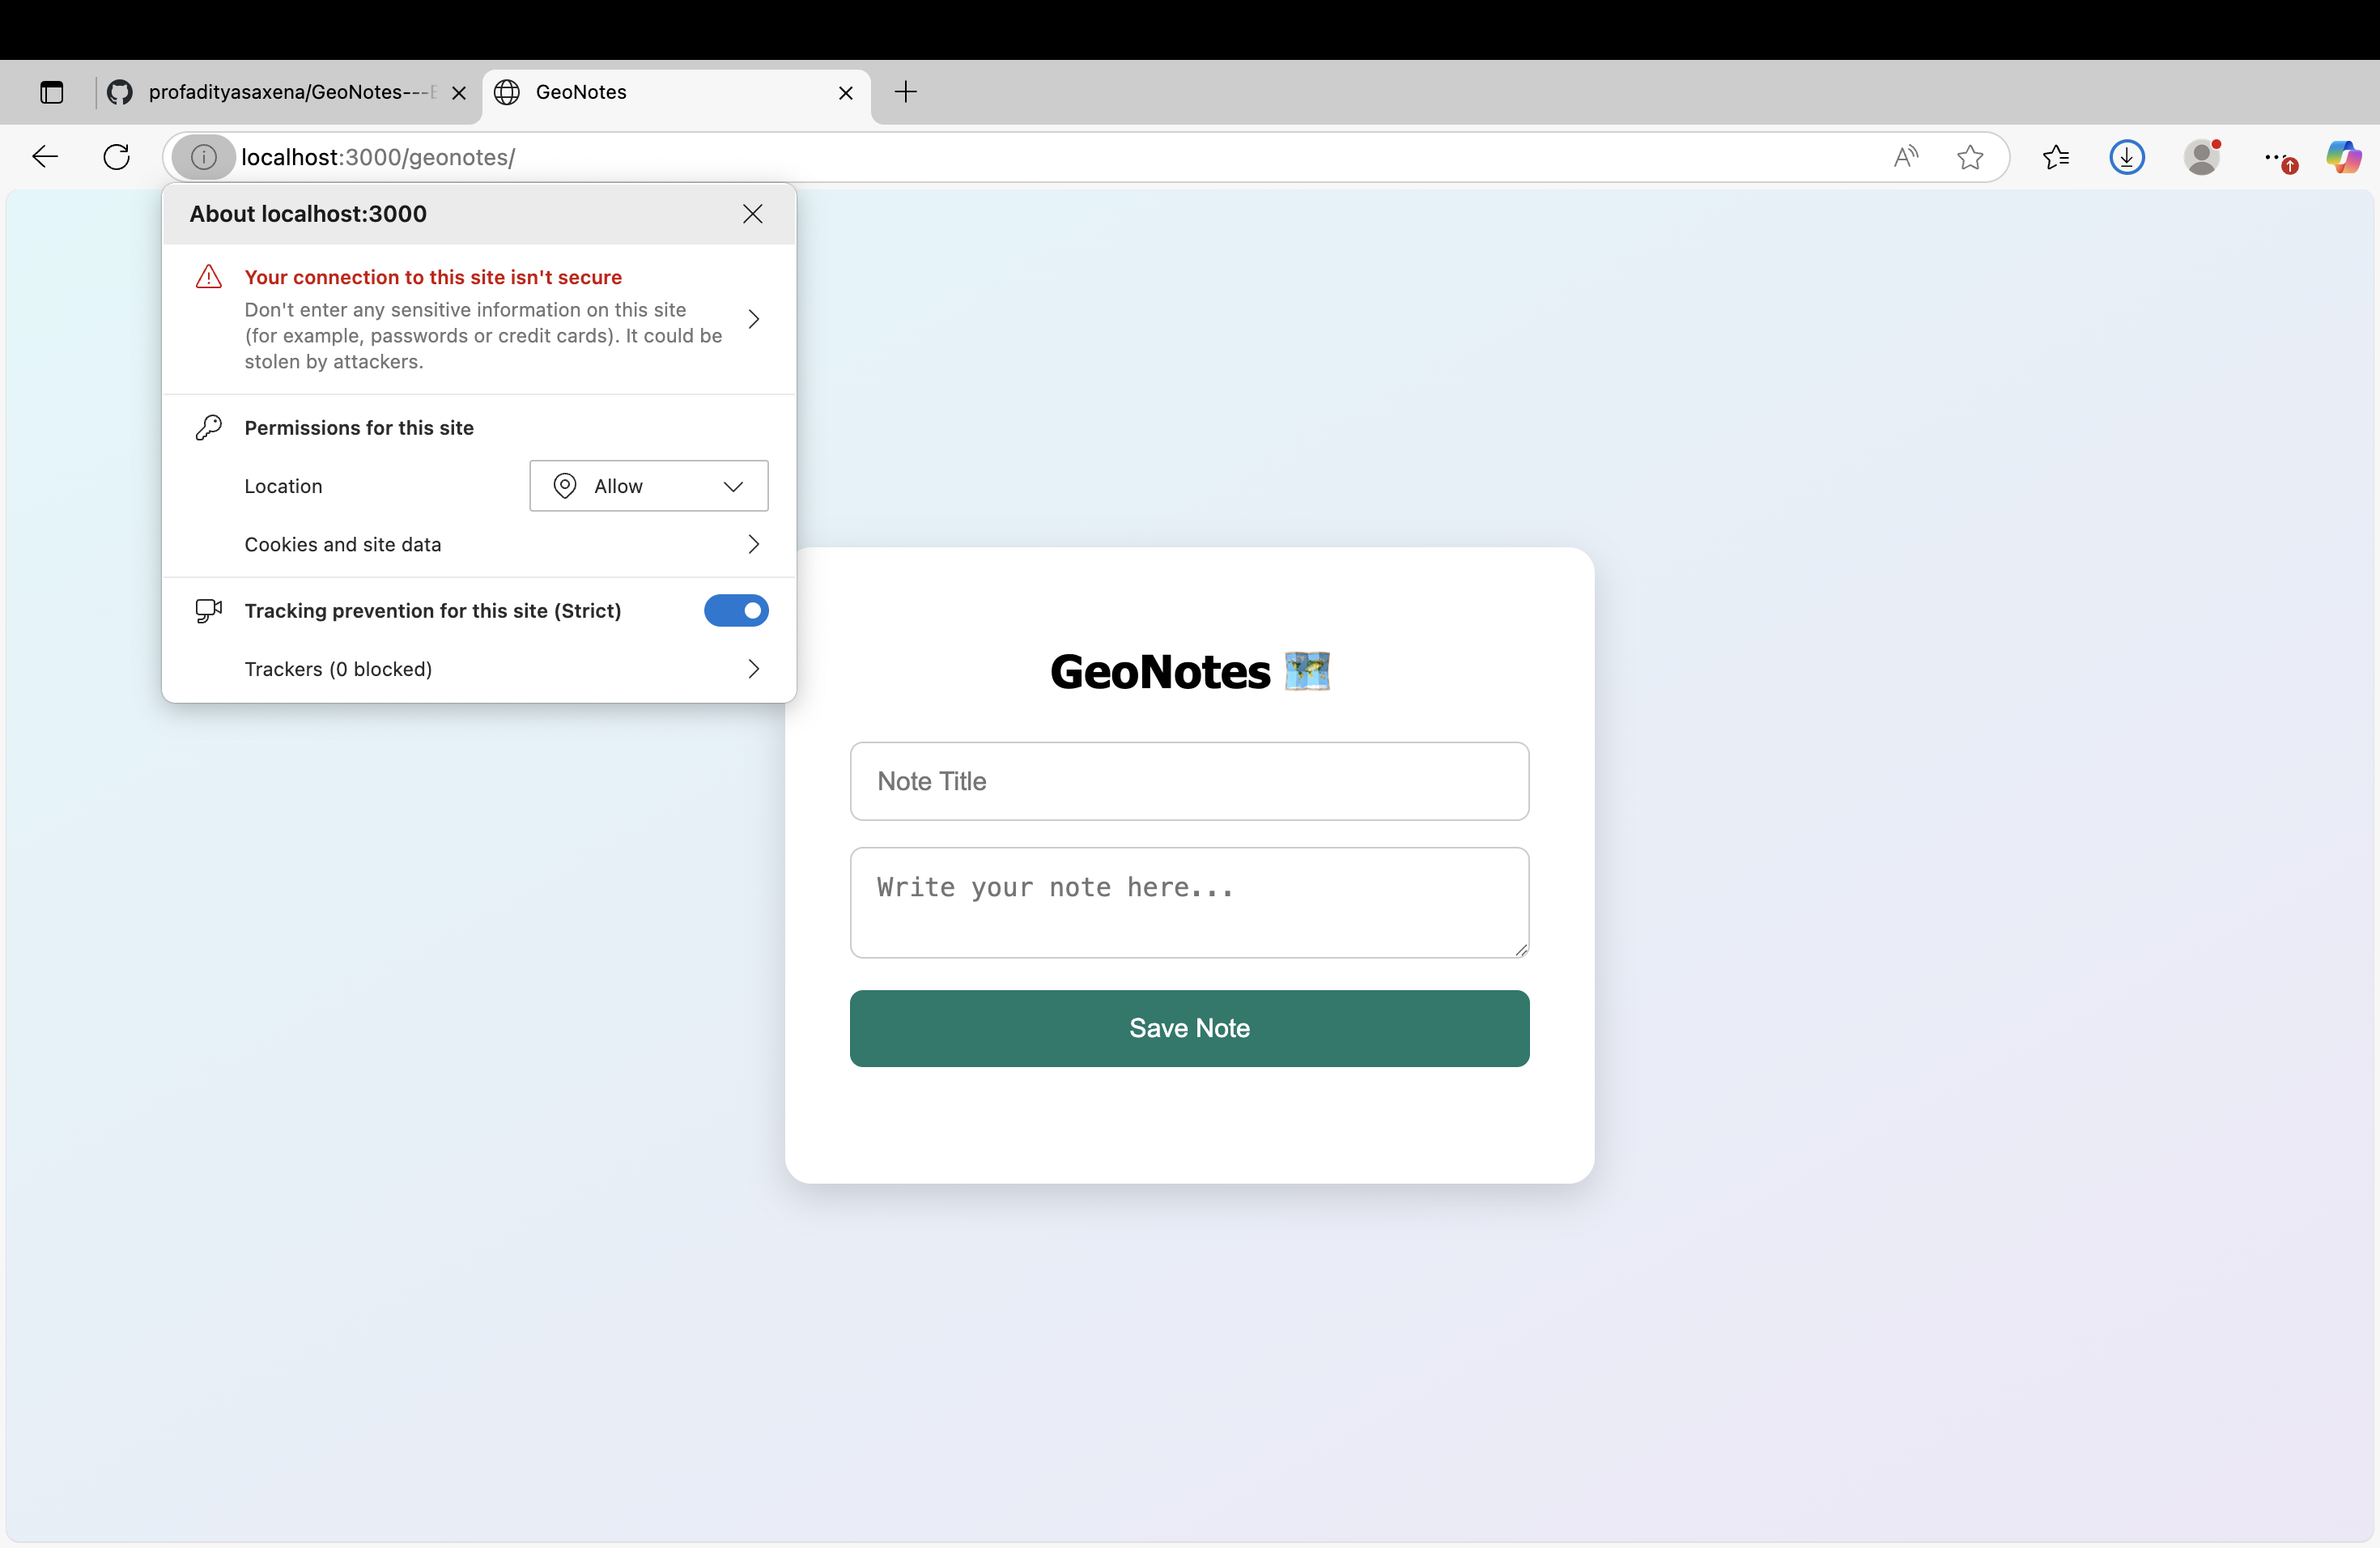 profadityasaxena/GeoNotes---
GeoNotes
localhost:3000/geonotes/
About localhost:3000
Your connection to this site isn't secure
Don't enter any sensitive information on this site
(for example, passwords or credit cards). It could be
stolen by attackers.
Permissions for this site
Location
Allow
Cookies and site data
Tracking prevention for this site (Strict)
Trackers (0 blocked)
GeoNotes 🗺️
Note Title
Write your note here...
Save Note